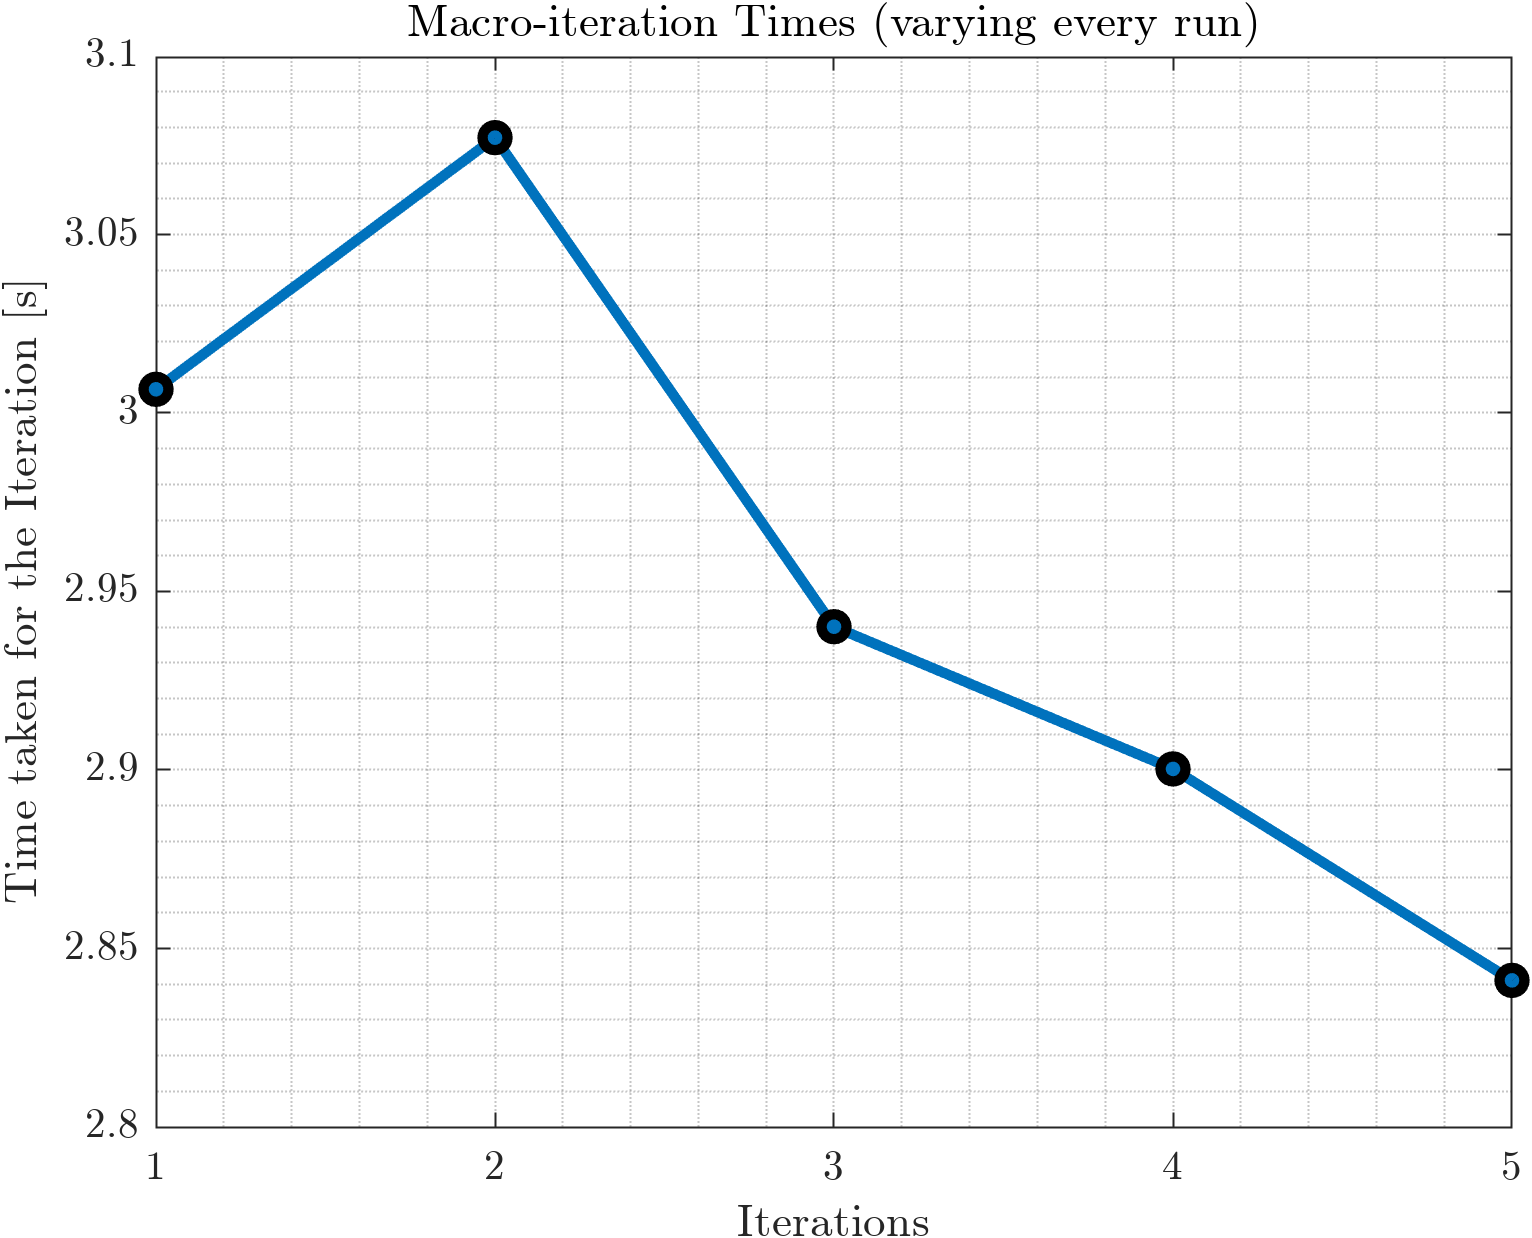 Macro-iteration Times (varying every run)
3.1
3.05
3
2.95
2.9
2.85
2.8
Time taken for the Iteration [s]
1 2 3 4 5
Iterations